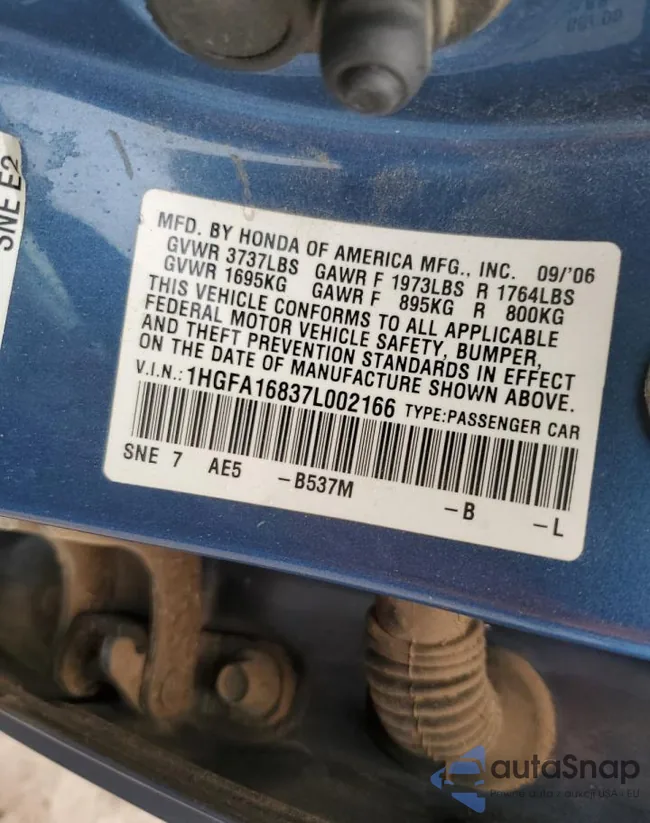 SNE E2
MFD. BY HONDA OF AMERICA MFG., INC. 09/'06
GVWR 3737LBS GAWR F 1973LBS R 1764LBS
GVWR 1695KG GAWR F 895KG R 800KG
THIS VEHICLE CONFORMS TO ALL APPLICABLE
FEDERAL MOTOR VEHICLE SAFETY, BUMPER,
AND THEFT PREVENTION STANDARDS IN EFFECT
ON THE DATE OF MANUFACTURE SHOWN ABOVE.
V.I.N.: 1HGFA16837L002166 TYPE:PASSENGER CAR
SNE 7 AE5 -B537M -B -L
autaSnap